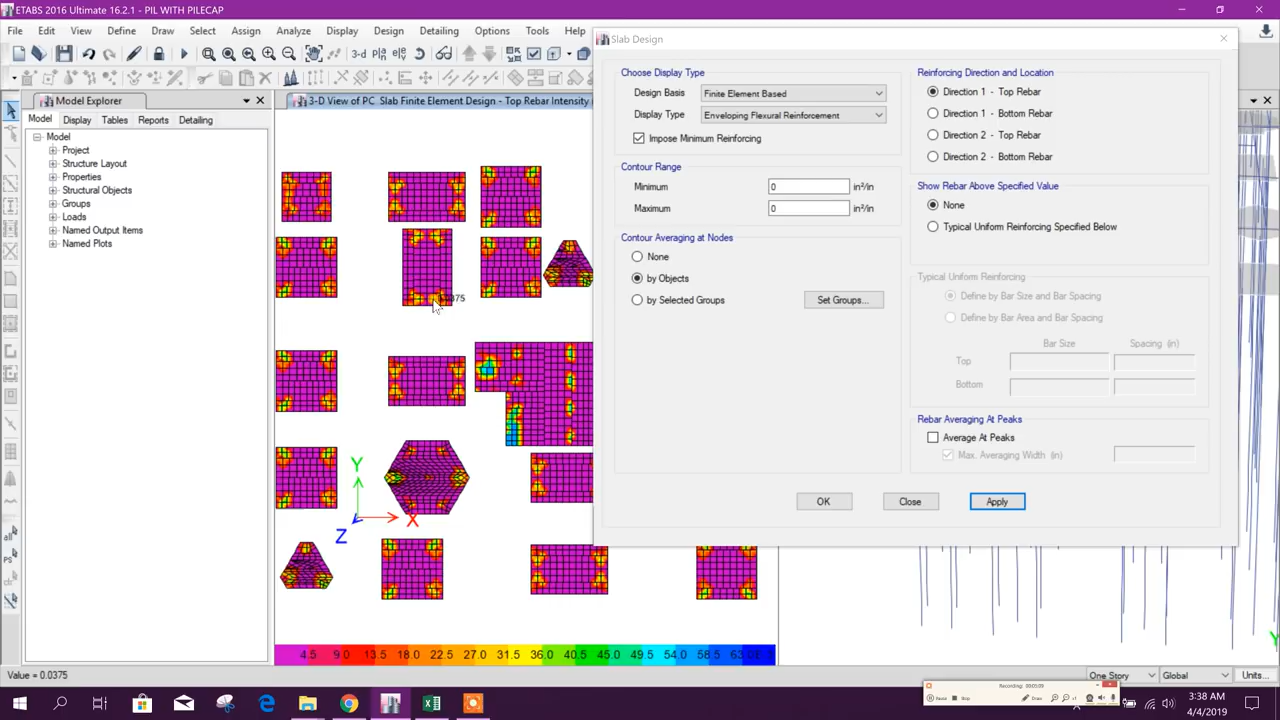 ETABS 2016 Ultimate 16.2.1 - PIL WITH PILECAP
File Edit View Define Draw Select Assign Analyze Display Design Detailing Options Tools Help
3-d
Model Explorer
3-D View of PC Slab Finite Element Design - Top Rebar Intensity
Model Display Tables Reports Detailing
Model
Project
Structure Layout
Properties
Structural Objects
Groups
Loads
Named Output Items
Named Plots
Slab Design
Choose Display Type
Design Basis Finite Element Based
Display Type Enveloping Flexural Reinforcement
Impose Minimum Reinforcing
Contour Range
Minimum 0 in²/in
Maximum 0 in²/in
Contour Averaging at Nodes
None
by Objects
by Selected Groups Set Groups...
Reinforcing Direction and Location
Direction 1 - Top Rebar
Direction 1 - Bottom Rebar
Direction 2 - Top Rebar
Direction 2 - Bottom Rebar
Show Rebar Above Specified Value
None
Typical Uniform Reinforcing Specified Below
Typical Uniform Reinforcing
Define by Bar Size and Bar Spacing
Define by Bar Area and Bar Spacing
Bar Size Spacing (in)
Top
Bottom
Rebar Averaging At Peaks
Average At Peaks
Max. Averaging Width (in)
OK Close Apply
Y
X
Z
4.5 9.0 13.5 18.0 22.5 27.0 31.5 36.0 40.5 45.0 49.5 54.0 58.5
Value = 0.0375
One Story Global Units...
Recording
Pause Stop Draw
3:38 AM
4/4/2019